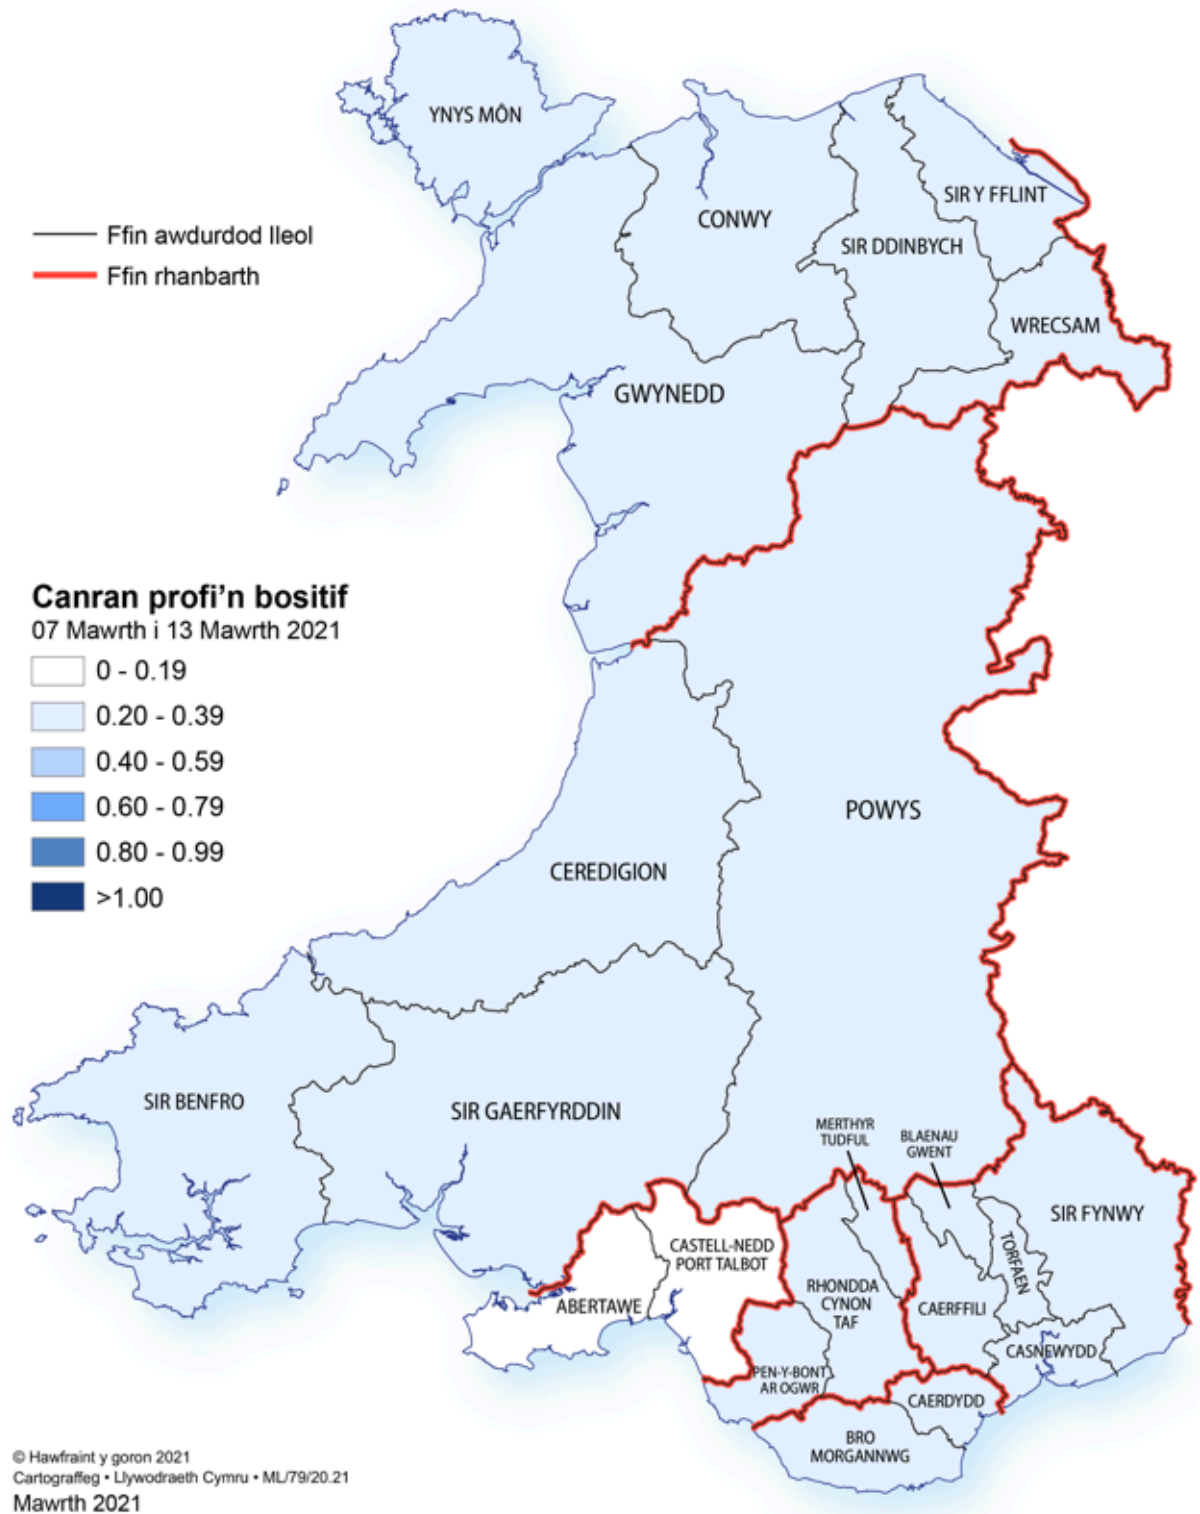 YNYS MÔN
SIR Y FFLINT
CONWY
SIR DDINBYCH
Ffin awdurdod lleol
Ffin rhanbarth
WRECSAM
GWYNEDD
Canran profi’n bositif
07 Mawrth i 13 Mawrth 2021
0 - 0.19
0.20 - 0.39
0.40 - 0.59
0.60 - 0.79
0.80 - 0.99
>1.00
POWYS
CEREDIGION
SIR BENFRO
SIR GAERFYRDDIN
MERTHYR
TUDFUL
BLAENAU
GWENT
SIR FYNWY
CASTELL-NEDD
PORT TALBOT
TORFAEN
ABERTAWE
RHONDDA
CYNON
TAF
CAERFFILI
CASNEWYDD
PEN-Y-BONT
AR OGWR
CAERDYDD
BRO
MORGANNWG
© Hawlfraint y goron 2021
Cartograffeg • Llywodraeth Cymru • ML/79/20.21
Mawrth 2021